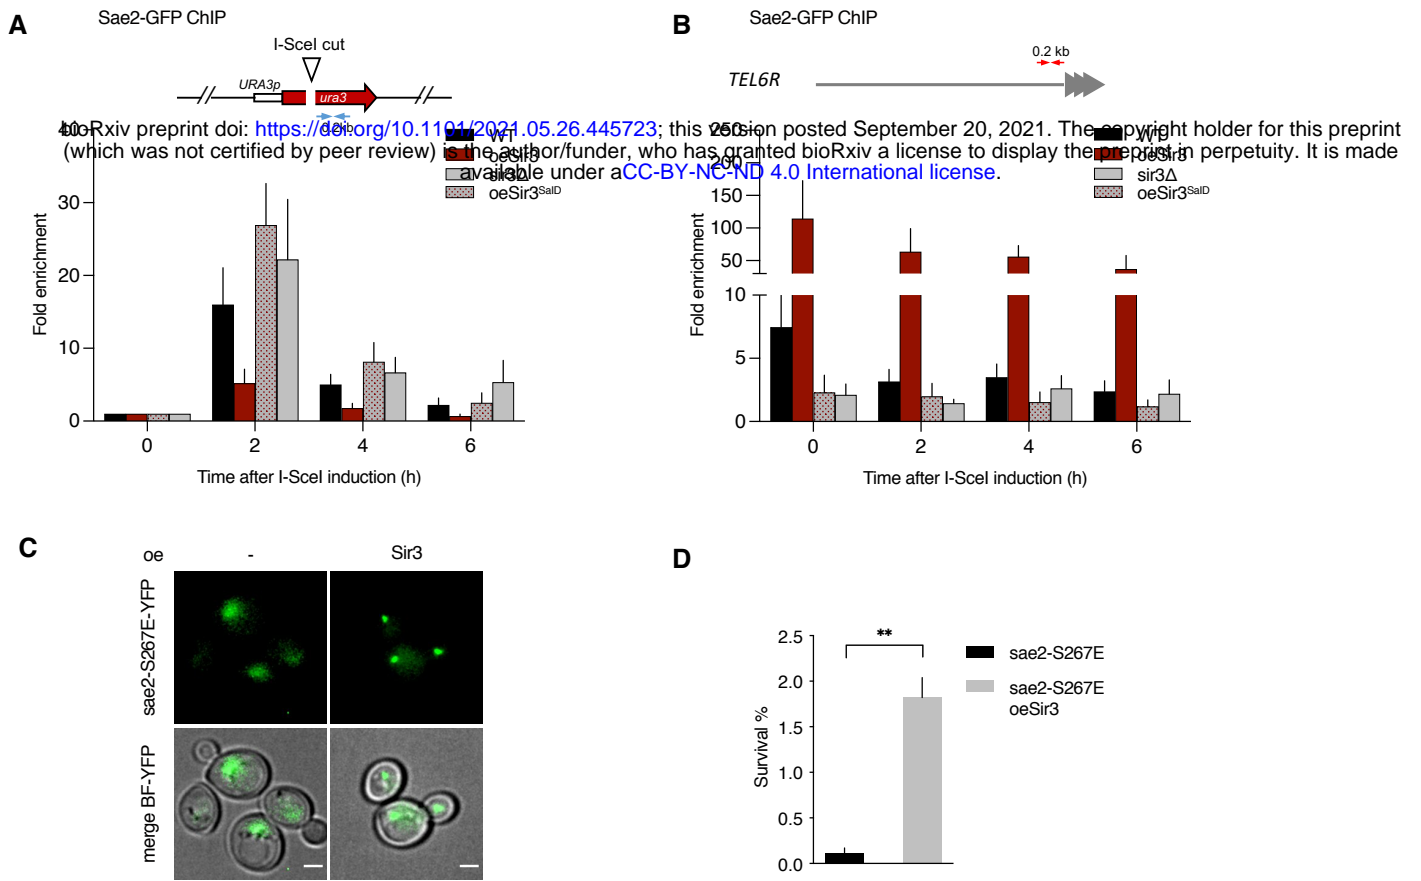 A
Sae2-GFP ChIP
I-SceI cut
URA3p
ura3
bioRxiv preprint doi: https://doi.org/10.1101/2021.05.26.445723; this version posted September 20, 2021. The copyright holder for this preprint
(which was not certified by peer review) is the author/funder, who has granted bioRxiv a license to display the preprint in perpetuity. It is made
available under aCC-BY-NC-ND 4.0 International license.
40
30
20
10
0
Fold enrichment
WT
oeSir3
sir3Δ
oeSir3SalD
0 2 4 6
Time after I-SceI induction (h)
B
Sae2-GFP ChIP
0.2 kb
TEL6R
250
200
150
100
50
10
5
0
Fold enrichment
WT
oeSir3
sir3Δ
oeSir3SalD
0 2 4 6
Time after I-SceI induction (h)
C
oe - Sir3
sae2-S267E-YFP
merge BF-YFP
D
2.5
2.0
1.5
1.0
0.5
0.0
Survival %
**
sae2-S267E
sae2-S267E
oeSir3